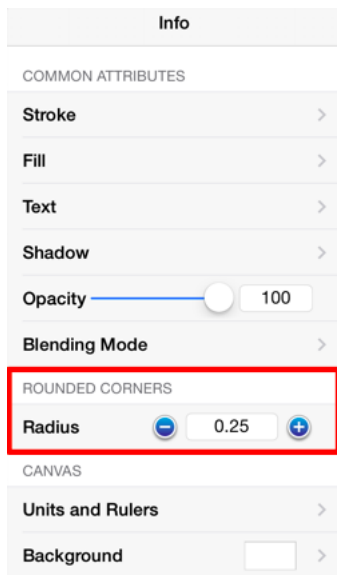 Info
COMMON ATTRIBUTES
Stroke
Fill
Text
Shadow
Opacity 100
Blending Mode
ROUNDED CORNERS
Radius 0.25
CANVAS
Units and Rulers
Background